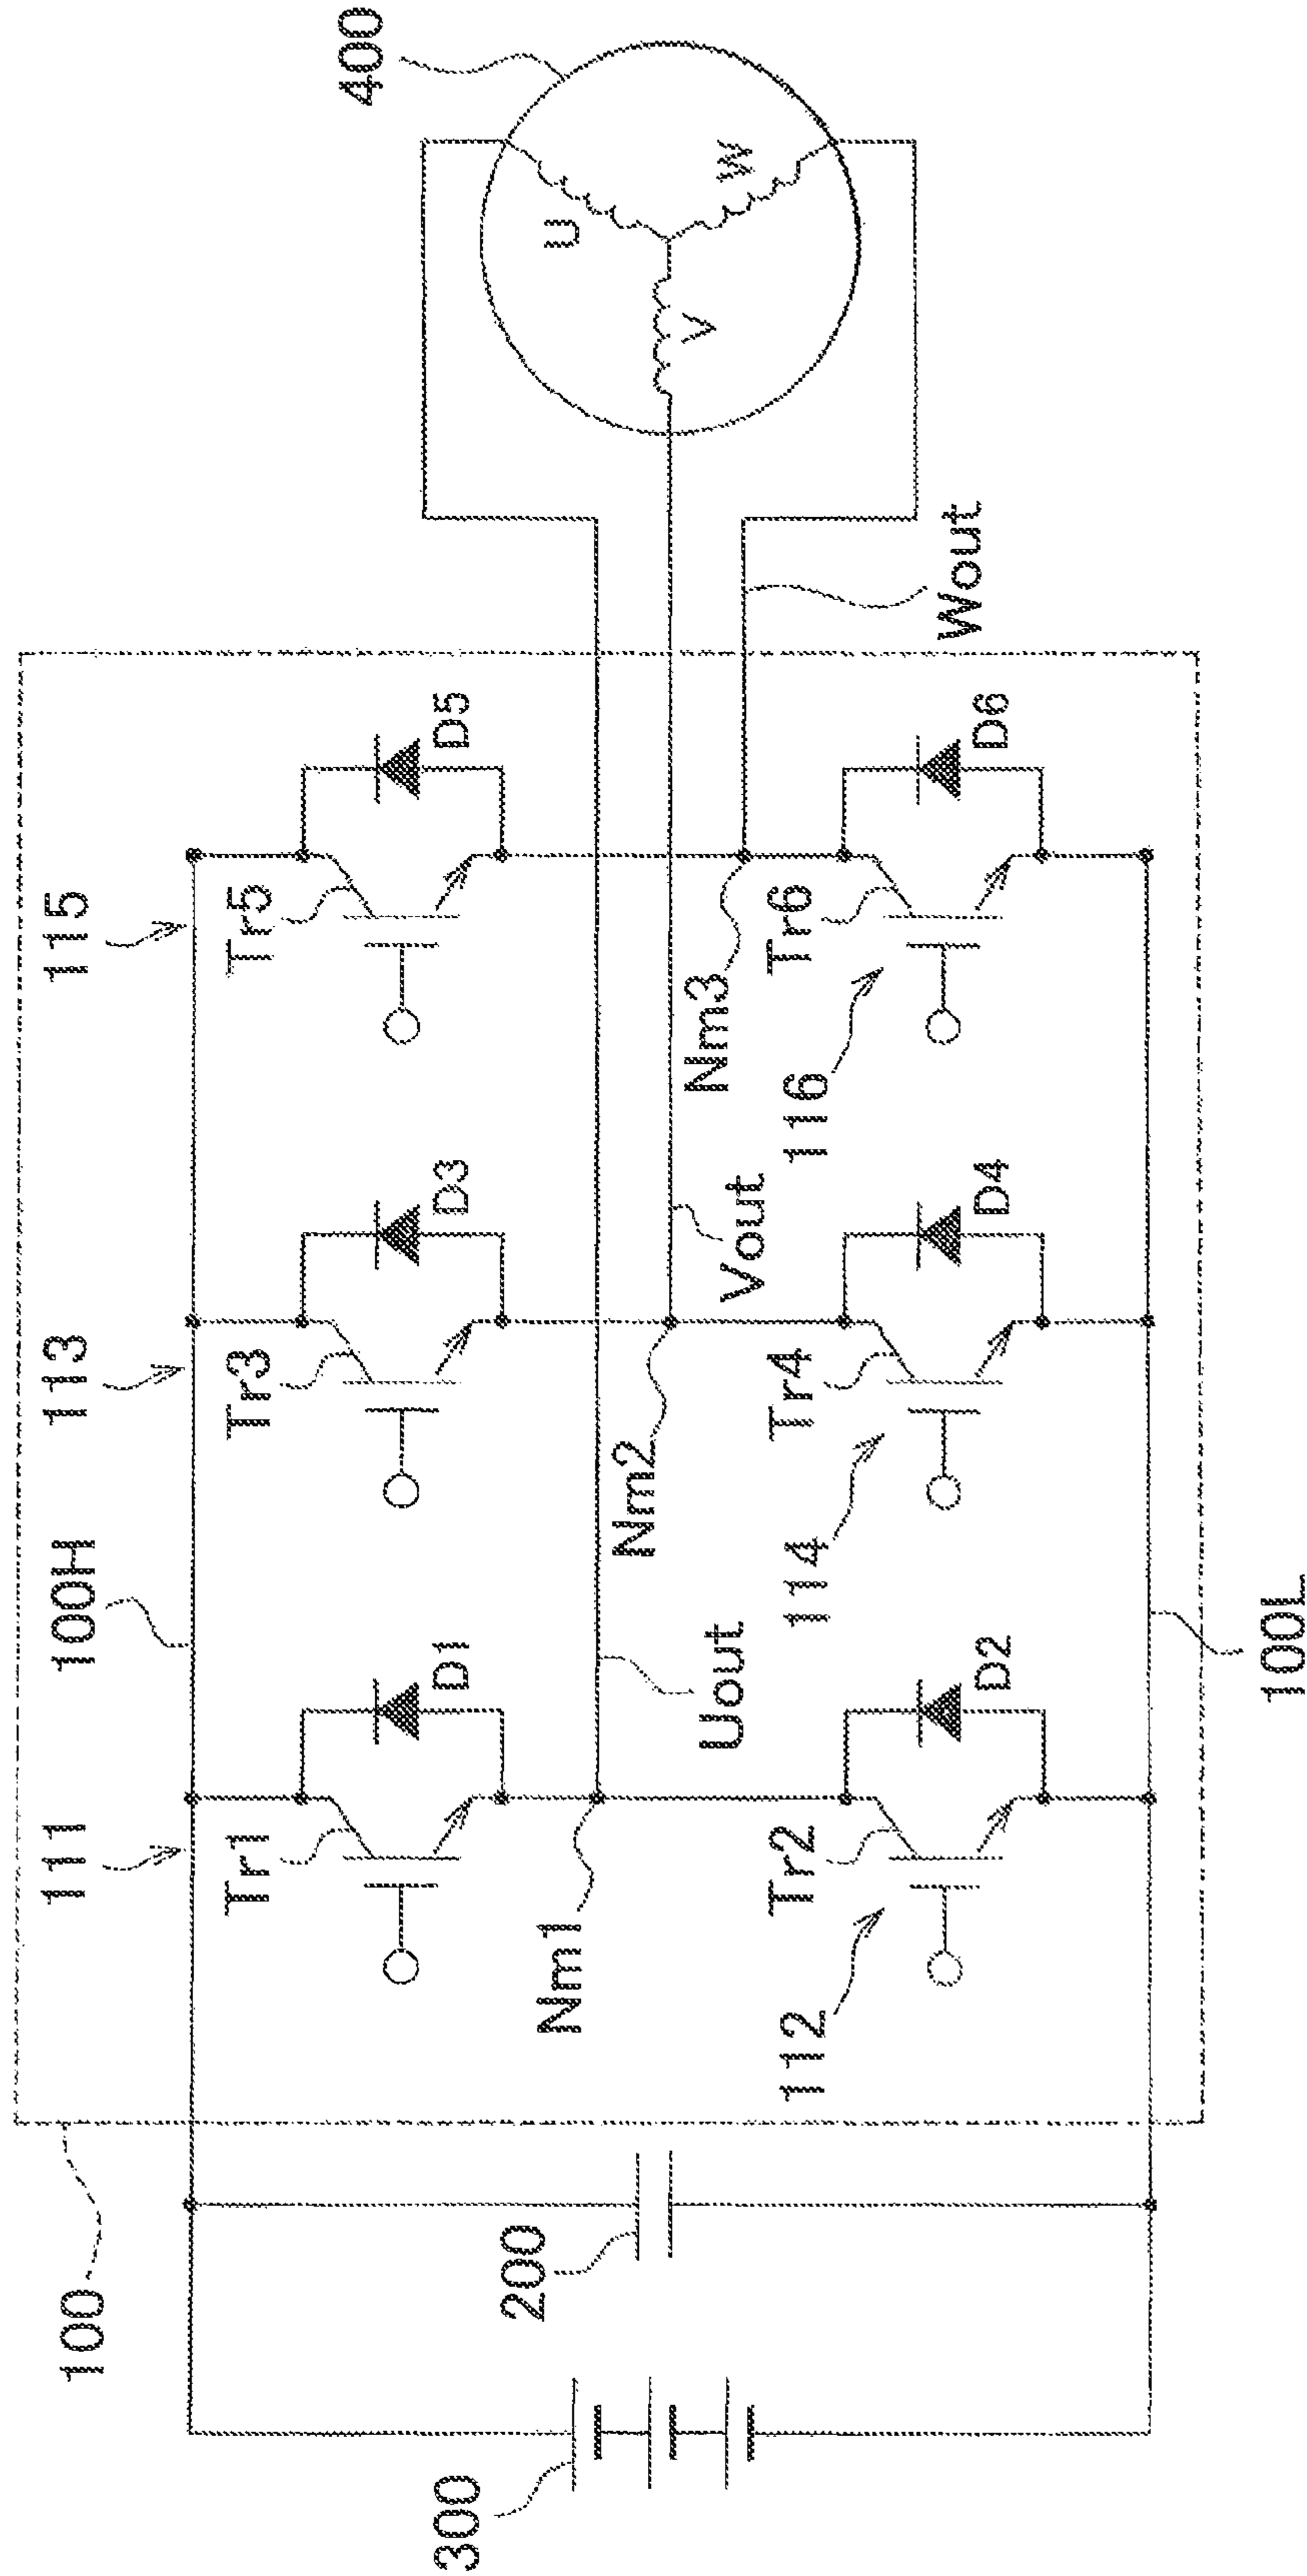 100
111
100H
113
115
400
Tr1
D1
Tr3
D3
Tr5
D5
U
W
V
300
200
Nm1
Uout
Nm2
Vout
Nm3
Wout
112
Tr2
D2
114
Tr4
D4
116
Tr6
D6
100L